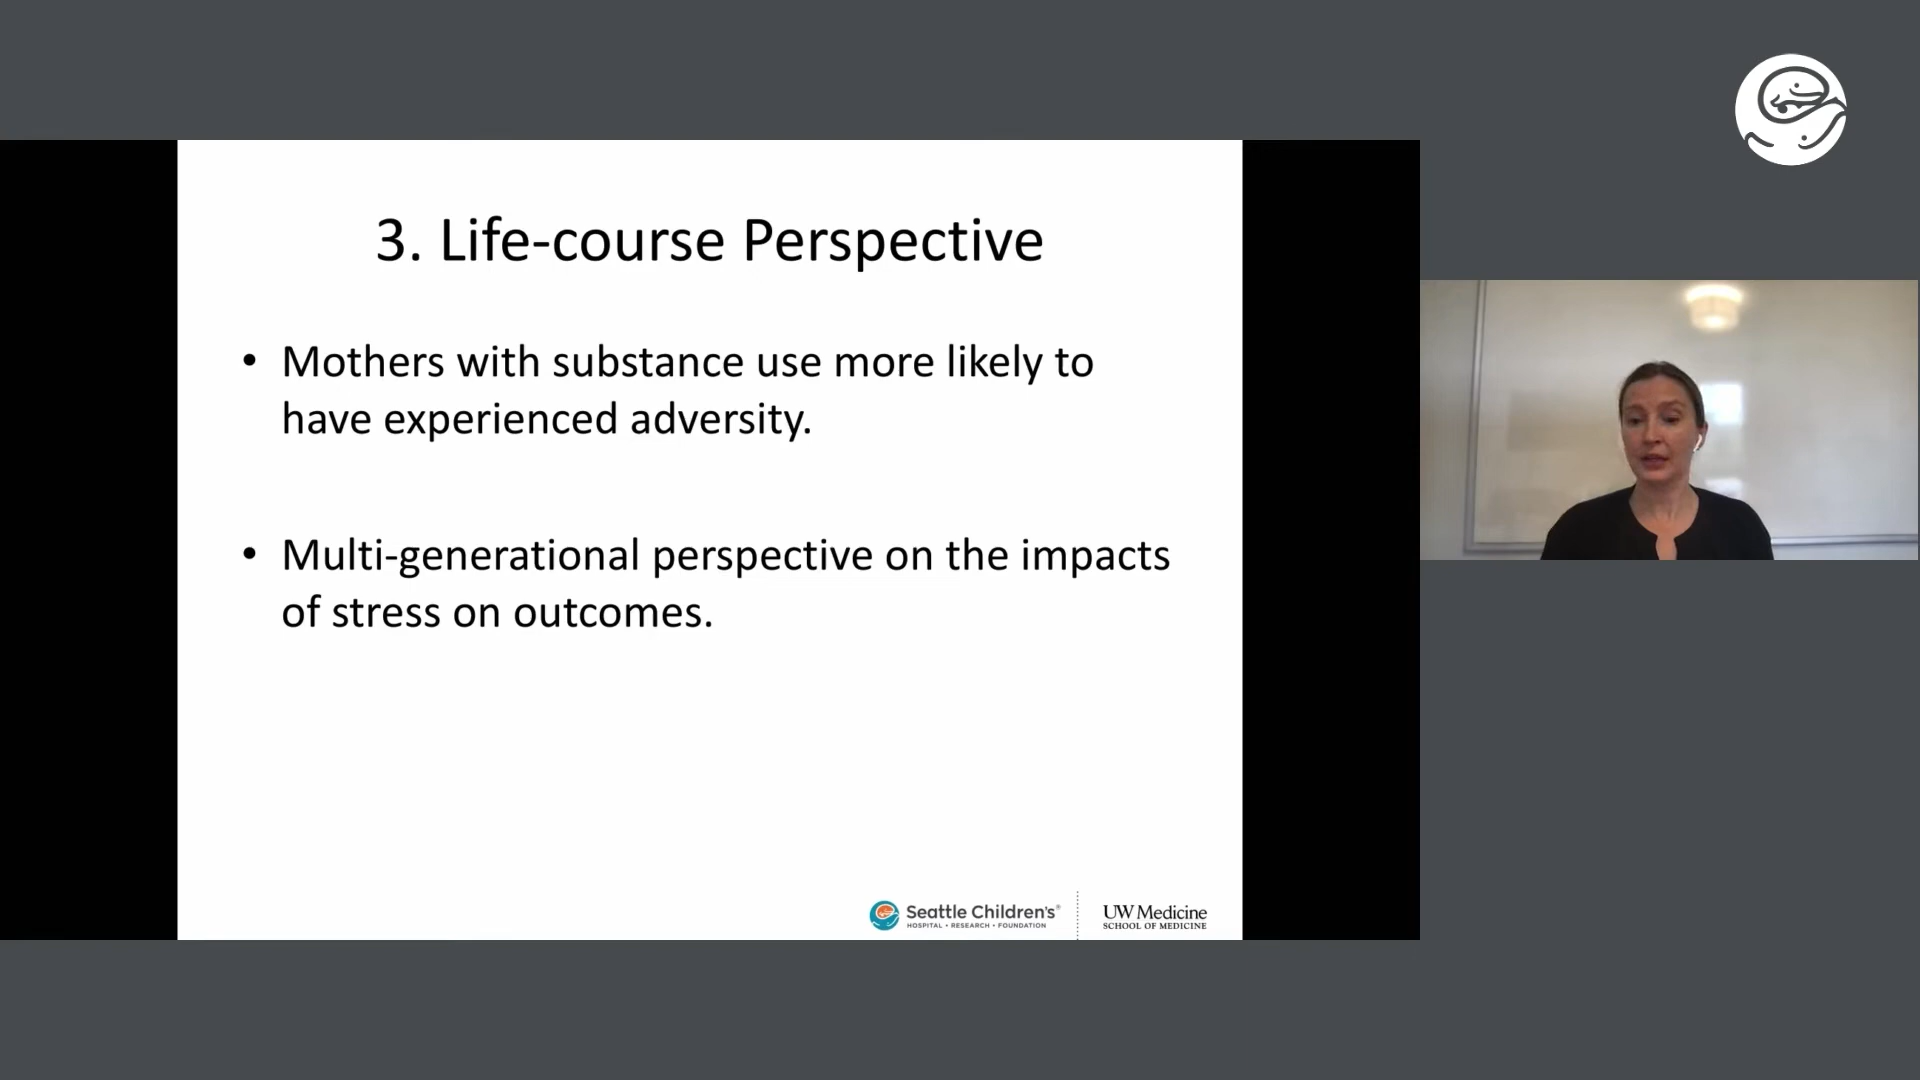 3. Life-course Perspective
• Mothers with substance use more likely to
have experienced adversity.
• Multi-generational perspective on the impacts
of stress on outcomes.
Seattle Children's®
HOSPITAL • RESEARCH • FOUNDATION
UW Medicine
SCHOOL OF MEDICINE